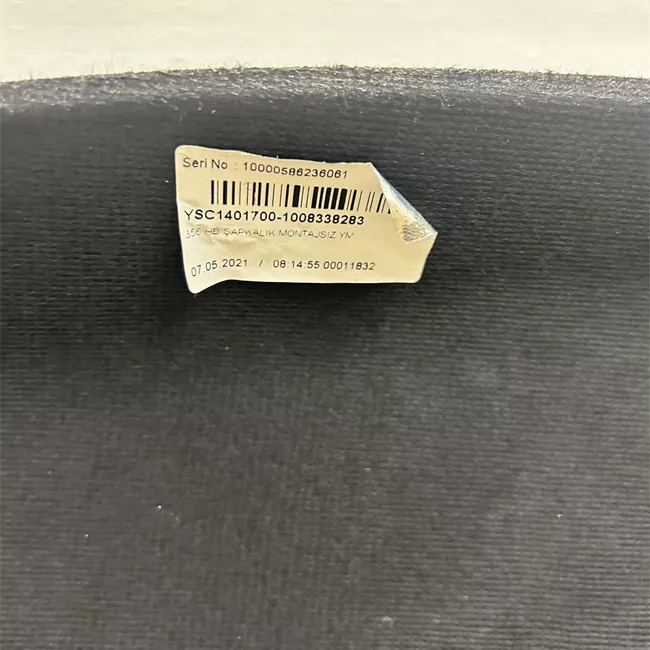 Seri No : 10000586236061
YSC1401700-1008338283
356 HB ŞAPKALIK MONTAJSIZ YM
07.05.2021 / 08:14:55 00011832